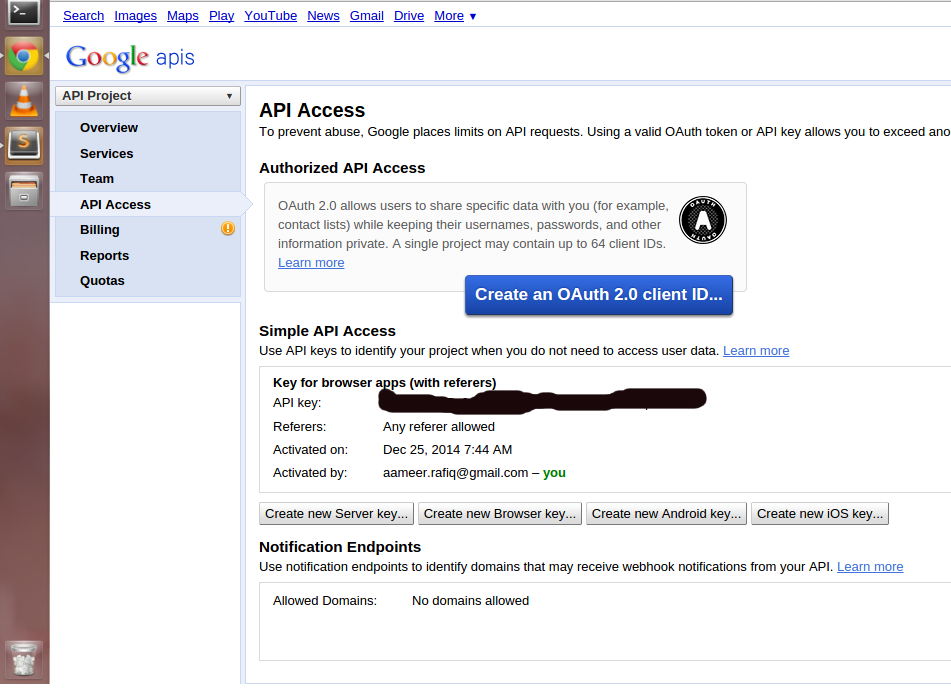 Search Images Maps Play YouTube News Gmail Drive More ▼
Google apis
API Project ▼
Overview
Services
Team
API Access
Billing
Reports
Quotas
API Access
To prevent abuse, Google places limits on API requests. Using a valid OAuth token or API key allows you to exceed ano
Authorized API Access
OAuth 2.0 allows users to share specific data with you (for example,
contact lists) while keeping their usernames, passwords, and other
information private. A single project may contain up to 64 client IDs.
Learn more
OAUTH
A
OAUTH
Create an OAuth 2.0 client ID...
Simple API Access
Use API keys to identify your project when you do not need to access user data. Learn more
Key for browser apps (with referers)
API key:
Referers: Any referer allowed
Activated on: Dec 25, 2014 7:44 AM
Activated by: aameer.rafiq@gmail.com – you
Create new Server key... Create new Browser key... Create new Android key... Create new iOS key...
Notification Endpoints
Use notification endpoints to identify domains that may receive webhook notifications from your API. Learn more
Allowed Domains: No domains allowed